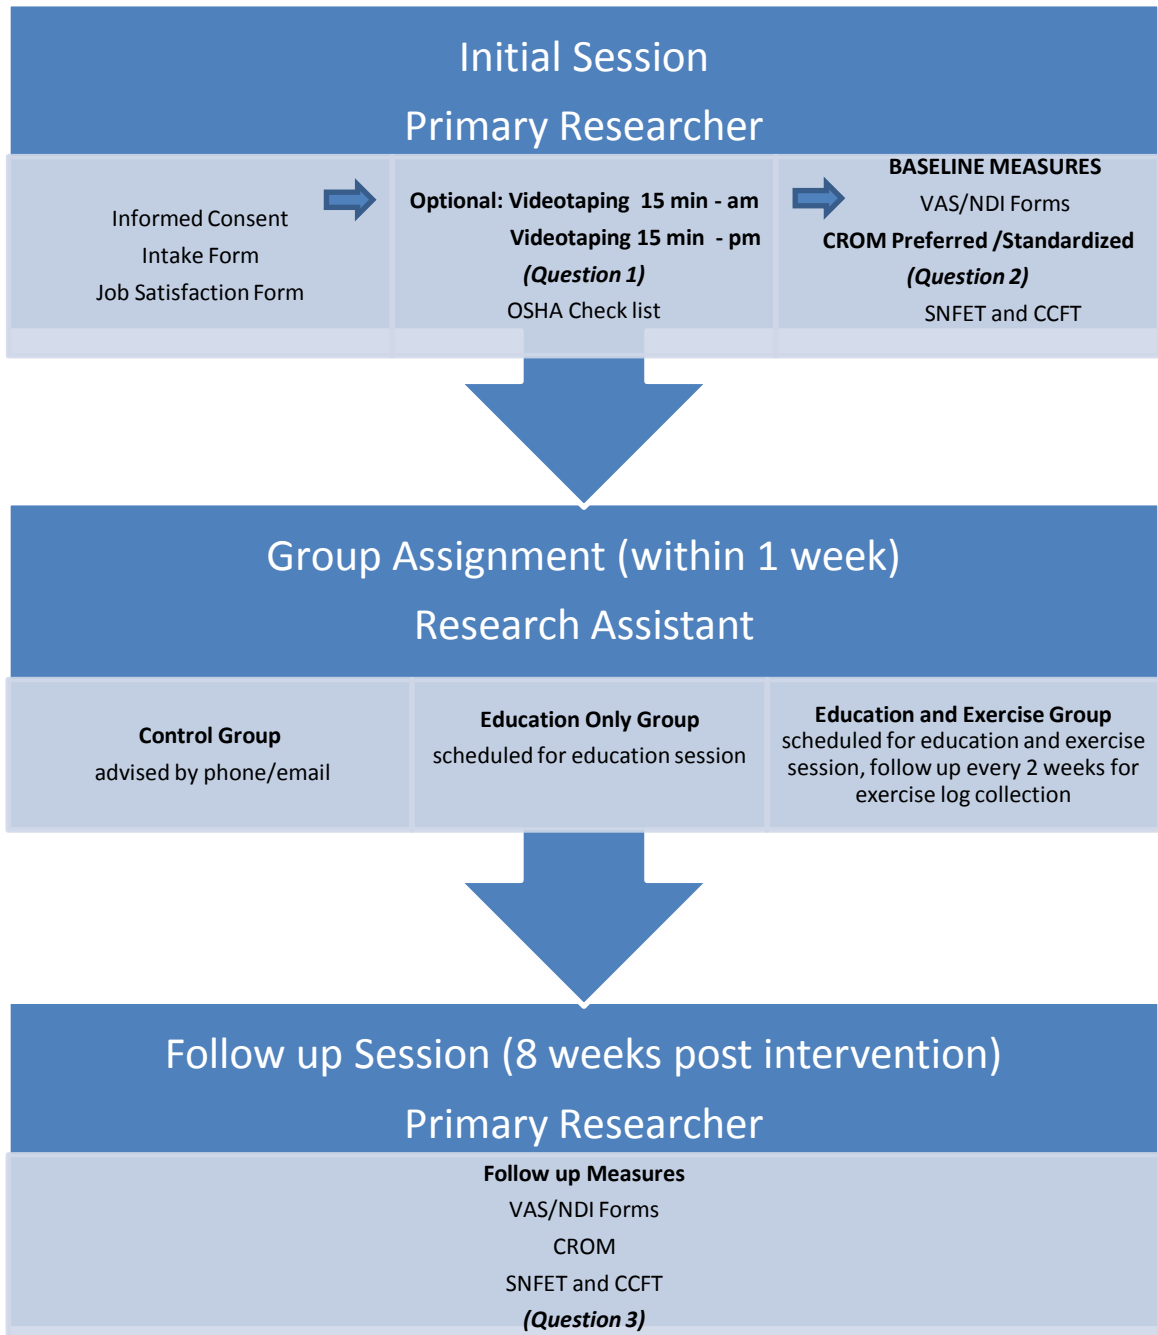 Initial Session
Primary Researcher
Informed Consent
Intake Form
Job Satisfaction Form
Optional: Videotaping 15 min - am
Videotaping 15 min - pm
(Question 1)
OSHA Check list
BASELINE MEASURES
VAS/NDI Forms
CROM Preferred /Standardized
(Question 2)
SNFET and CCFT
Group Assignment (within 1 week)
Research Assistant
Control Group
advised by phone/email
Education Only Group
scheduled for education session
Education and Exercise Group
scheduled for education and exercise
session, follow up every 2 weeks for
exercise log collection
Follow up Session (8 weeks post intervention)
Primary Researcher
Follow up Measures
VAS/NDI Forms
CROM
SNFET and CCFT
(Question 3)